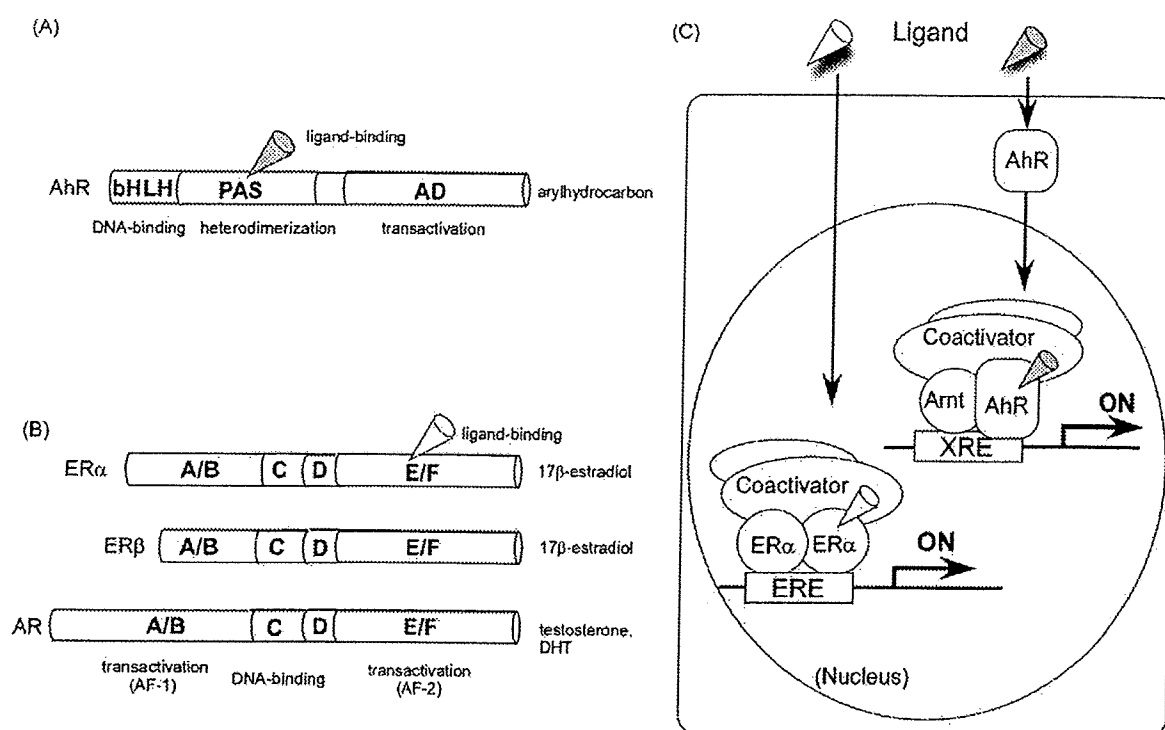 (A)
ligand-binding
AhR bHLH PAS AD arylhydrocarbon
DNA-binding heterodimerization transactivation
(B)
ligand-binding
ERα A/B C D E/F 17β-estradiol
ERβ A/B C D E/F 17β-estradiol
AR A/B C D E/F testosterone,
DHT
transactivation DNA-binding transactivation
(AF-1) (AF-2)
(C) Ligand
AhR
Coactivator
Arnt AhR ON
XRE
Coactivator
ERα ERα ON
ERE
(Nucleus)